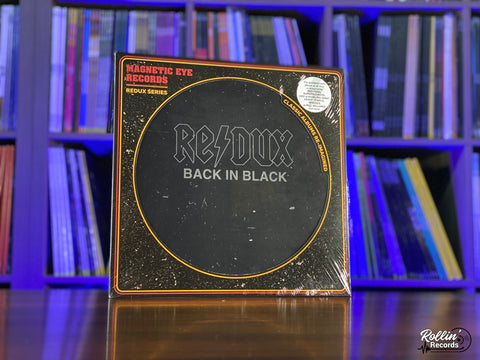 MAGNETIC EYE
RECORDS
REDUX SERIES
CLASSIC ALBUMS RE-IMAGINED
RE/DUX
BACK IN BLACK
Rollin'
Records